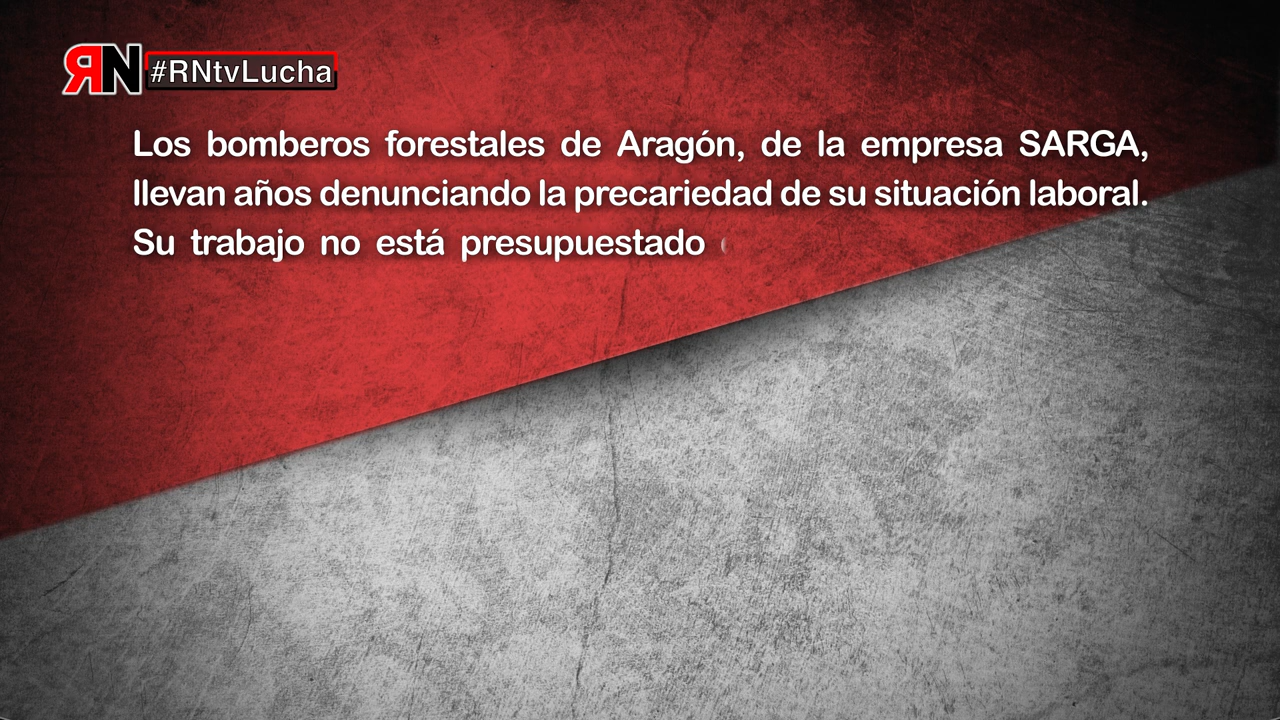 RN #RNtvLucha
Los bomberos forestales de Aragón, de la empresa SARGA,
llevan años denunciando la precariedad de su situación laboral.
Su trabajo no está presupuestado